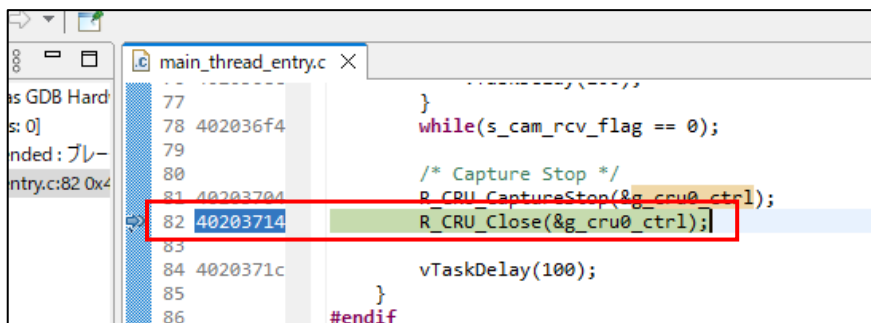 main_thread_entry.c
as GDB Hard
77 }
s: 0]
78 402036f4 while(s_cam_rcv_flag == 0);
nded : ブレー
79
80 /* Capture Stop */
entry.c:82 0x4
81 40203704 R_CRU_CaptureStop(&g_cru0_ctrl);
82 40203714 R_CRU_Close(&g_cru0_ctrl);
83
84 4020371c vTaskDelay(100);
85 }
86 #endif